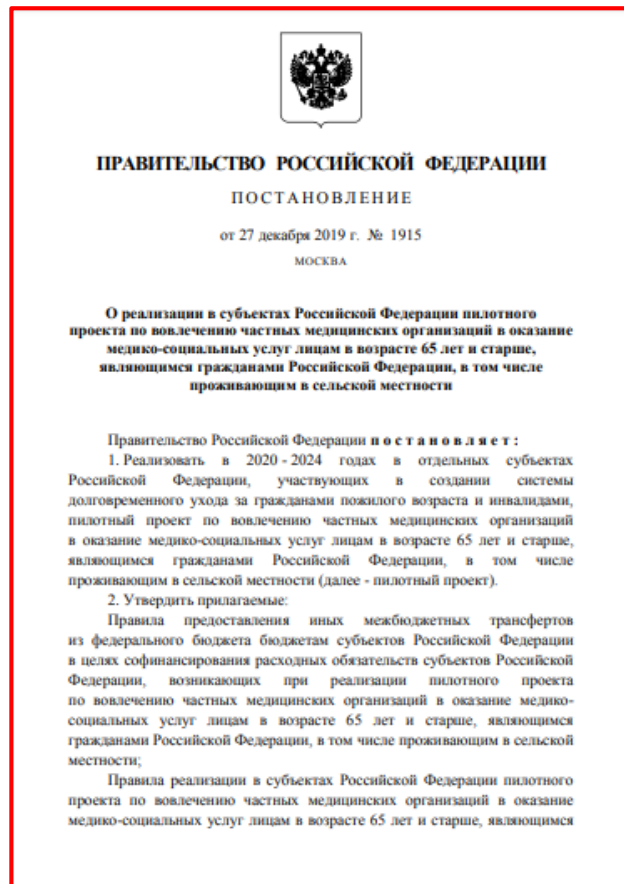 ПРАВИТЕЛЬСТВО РОССИЙСКОЙ ФЕДЕРАЦИИ
ПОСТАНОВЛЕНИЕ
от 27 декабря 2019 г. № 1915
МОСКВА
О реализации в субъектах Российской Федерации пилотного
проекта по вовлечению частных медицинских организаций в оказание
медико-социальных услуг лицам в возрасте 65 лет и старше,
являющимся гражданами Российской Федерации, в том числе
проживающим в сельской местности
Правительство Российской Федерации постановляет:
1. Реализовать в 2020 - 2024 годах в отдельных субъектах
Российской Федерации, участвующих в создании системы
долговременного ухода за гражданами пожилого возраста и инвалидами,
пилотный проект по вовлечению частных медицинских организаций
в оказание медико-социальных услуг лицам в возрасте 65 лет и старше,
являющимся гражданами Российской Федерации, в том числе
проживающим в сельской местности (далее - пилотный проект).
2. Утвердить прилагаемые:
Правила предоставления иных межбюджетных трансфертов
из федерального бюджета бюджетам субъектов Российской Федерации
в целях софинансирования расходных обязательств субъектов Российской
Федерации, возникающих при реализации пилотного проекта
по вовлечению частных медицинских организаций в оказание медико-
социальных услуг лицам в возрасте 65 лет и старше, являющимся
гражданами Российской Федерации, в том числе проживающим в сельской
местности;
Правила реализации в субъектах Российской Федерации пилотного
проекта по вовлечению частных медицинских организаций в оказание
медико-социальных услуг лицам в возрасте 65 лет и старше, являющимся